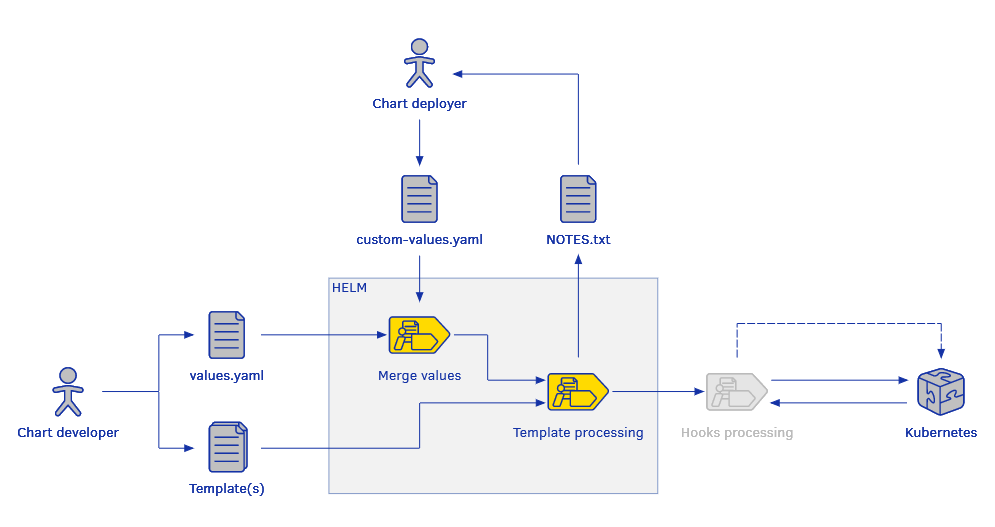 Chart deployer
custom-values.yaml
NOTES.txt
HELM
values.yaml
Merge values
Chart developer
Template processing
Hooks processing
Kubernetes
Template(s)